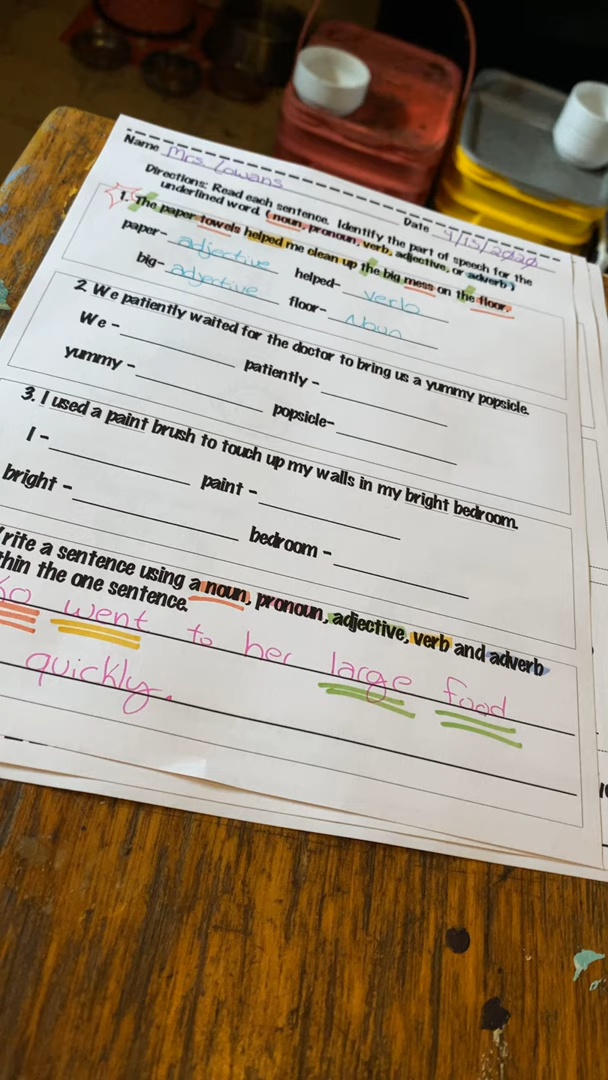 Name Mrs Lowans
Date 1/15/2020
Directions: Read each sentence. Identify the part of speech for the
underlined word. (noun, pronoun, verb, adjective, or adverb)
1. The paper towels helped me clean up the big mess on the floor.
paper- adjective helped- verb
big- adjective floor- Noun
2. We patiently waited for the doctor to bring us a yummy popsicle.
We - patiently -
yummy - popsicle-
3. I used a paint brush to touch up my walls in my bright bedroom.
I - paint -
bright - bedroom -
rite a sentence using a noun, pronoun, adjective, verb and adverb
thin the one sentence.
went to her large food
quickly.